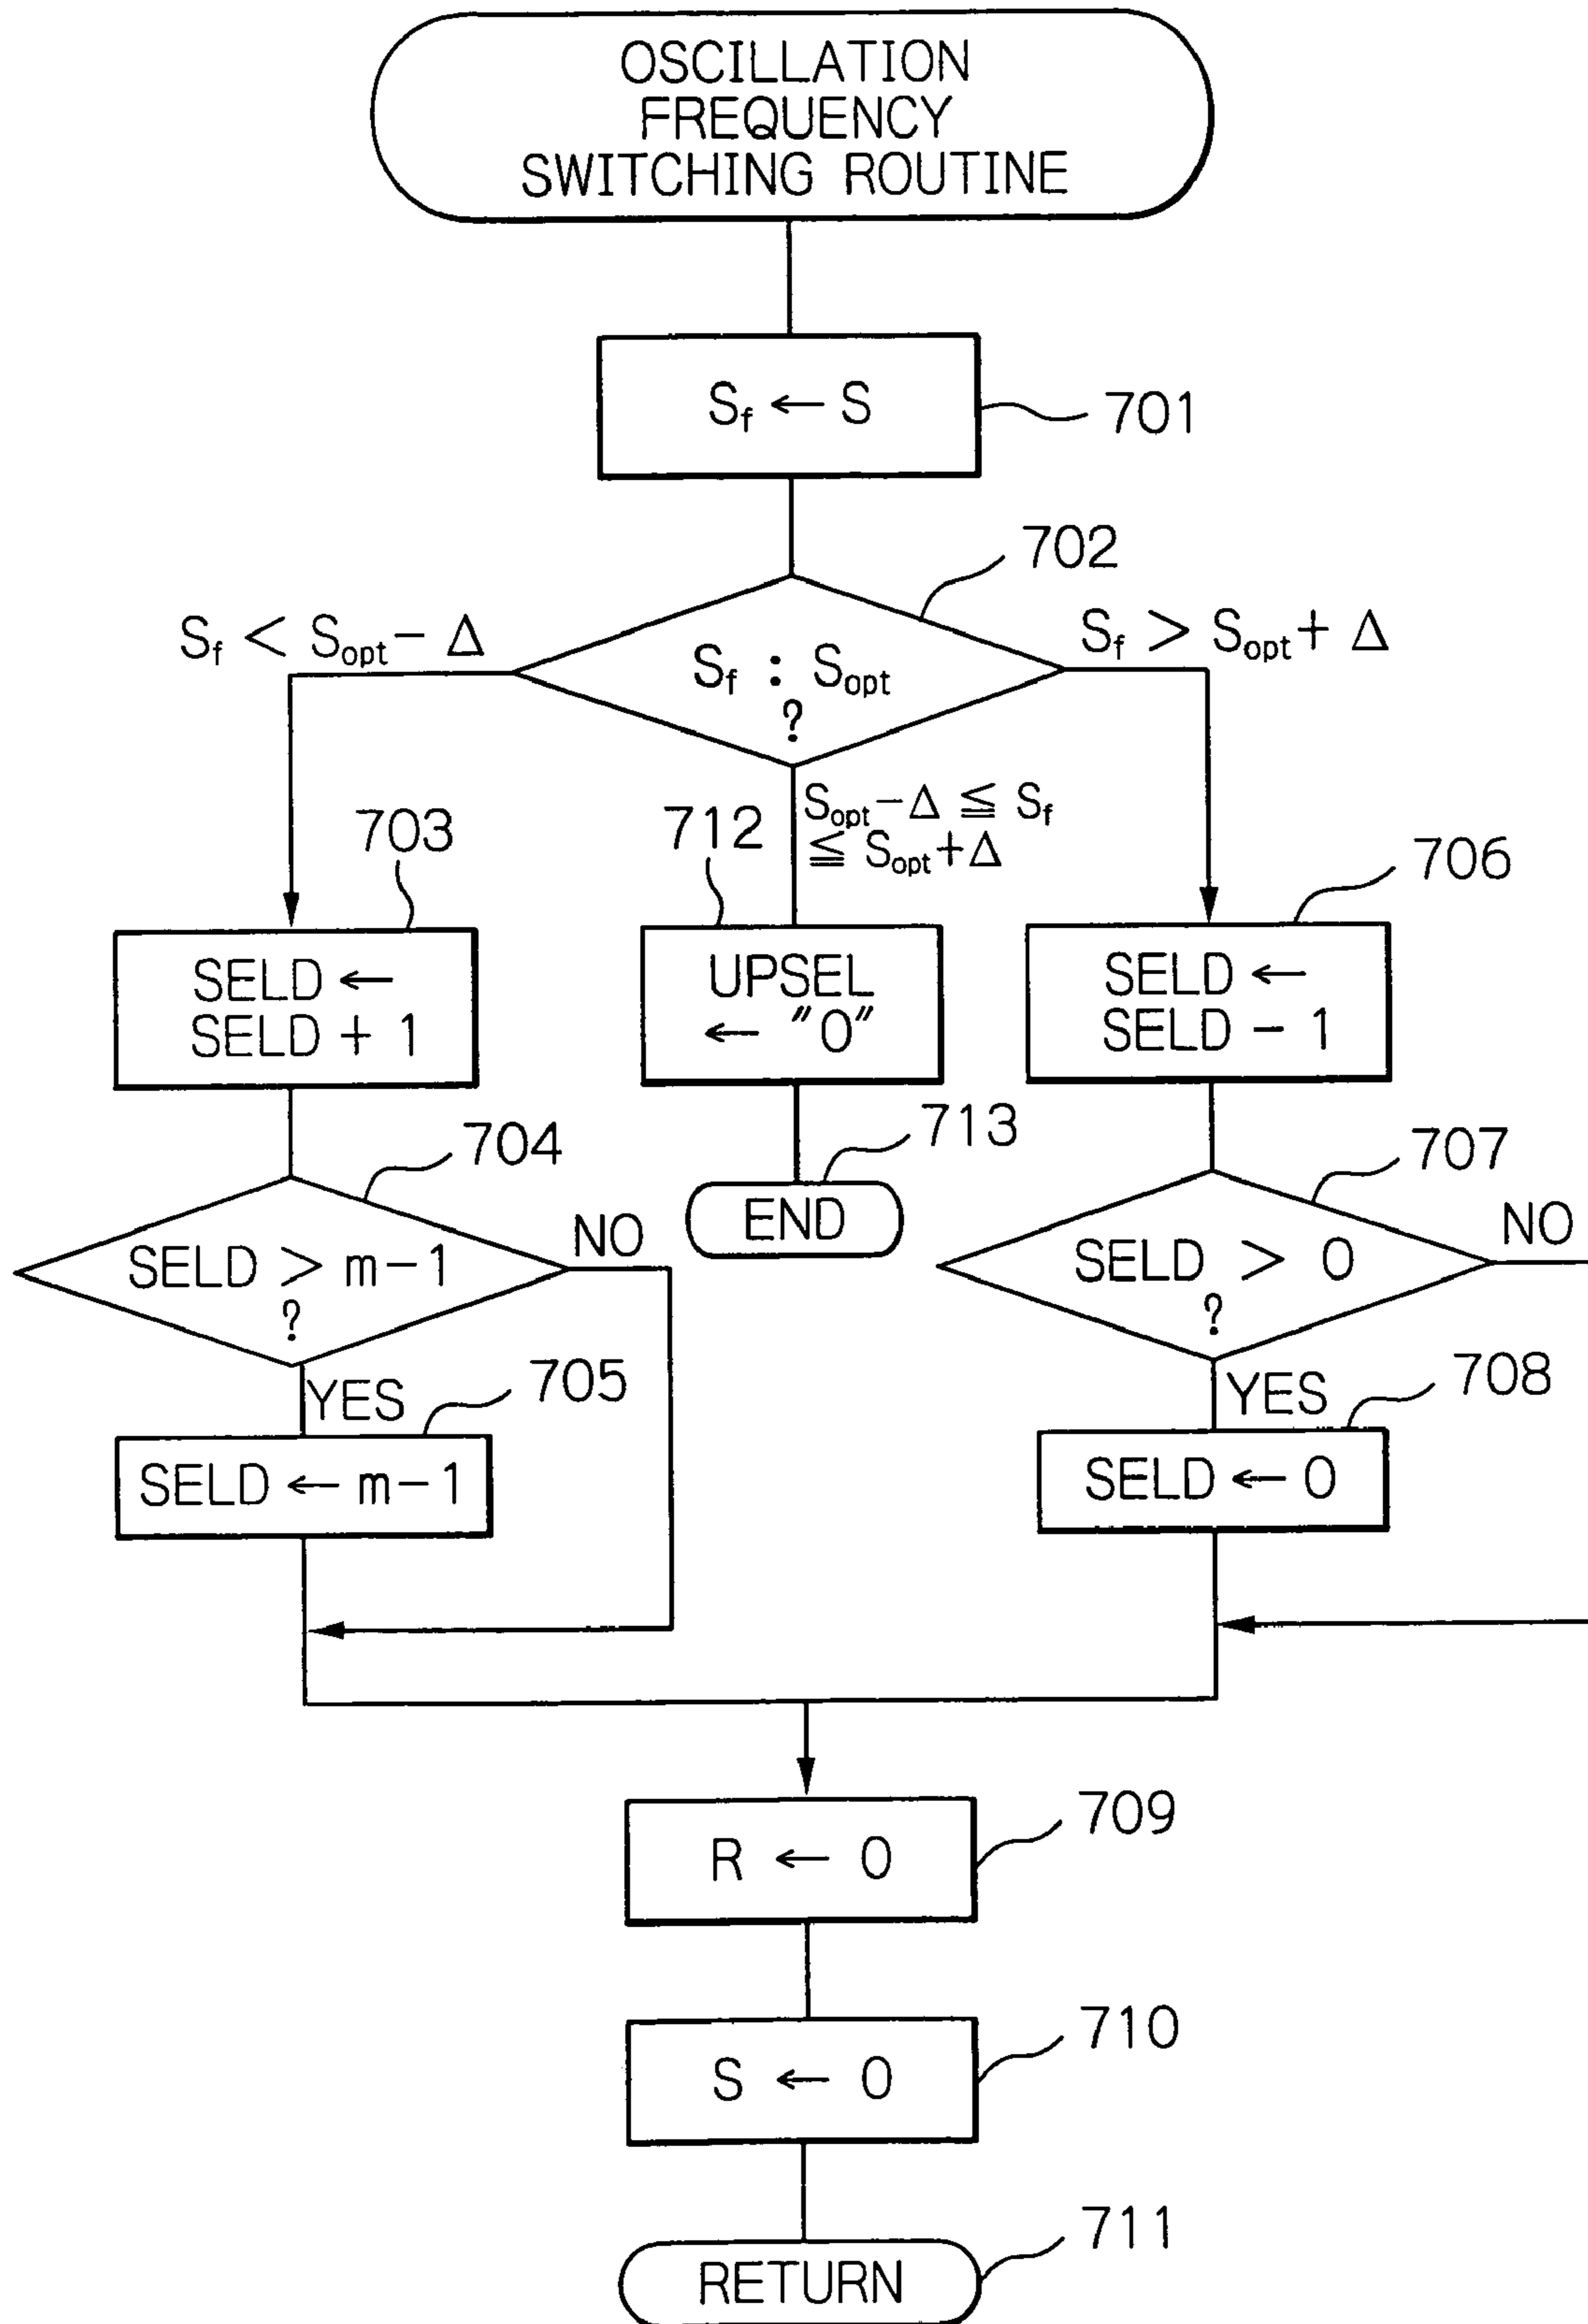 OSCILLATION
FREQUENCY
SWITCHING ROUTINE
Sf ← S
701
702
Sf < Sopt − Δ
Sf > Sopt + Δ
Sf : Sopt
?
Sopt − Δ ≦ Sf
≦ Sopt + Δ
703
712
706
SELD ←
SELD + 1
UPSEL
← "0"
SELD ←
SELD − 1
704
713
707
SELD > m−1
?
NO
END
SELD > 0
?
NO
YES
705
YES
708
SELD ← m−1
SELD ← 0
709
R ← 0
710
S ← 0
711
RETURN